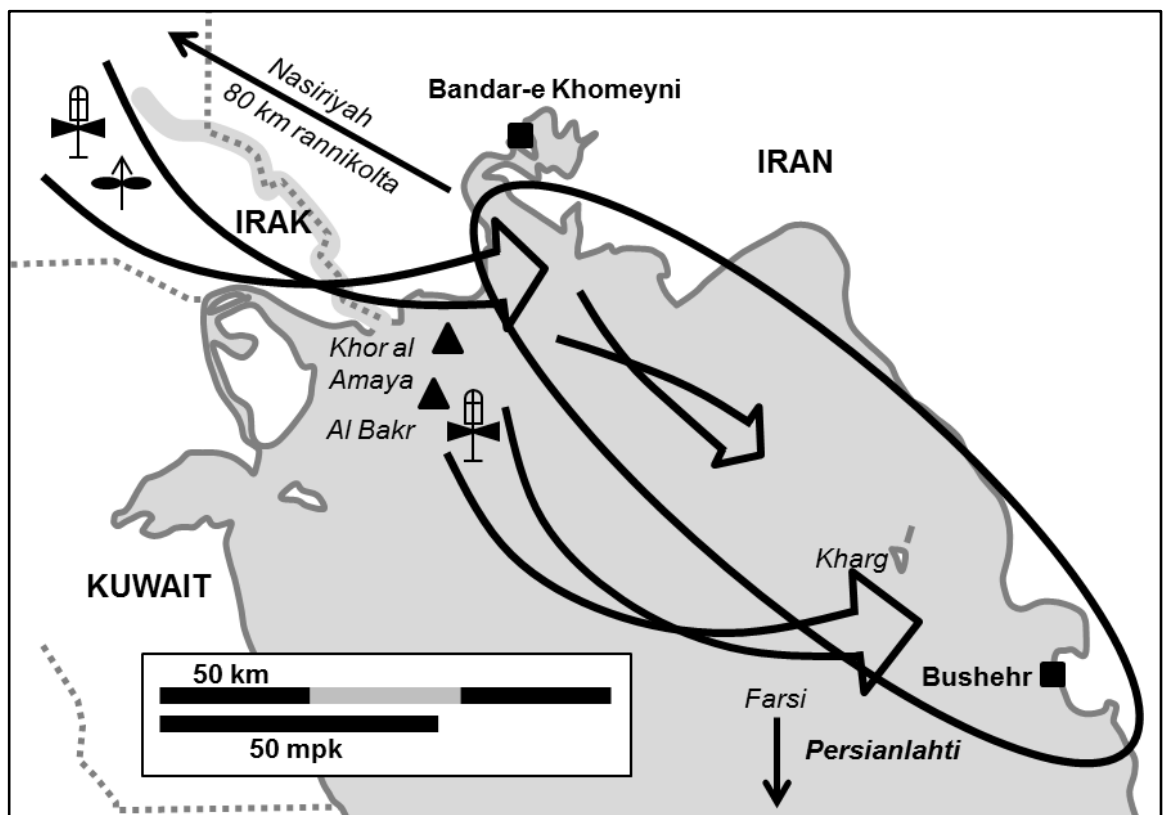 Nasiriyah
80 km rannikolta
Bandar-e Khomeyni
IRAN
IRAK
Khor al
Amaya
Al Bakr
Kharg
KUWAIT
50 km
50 mpk
Bushehr
Farsi
Persianlahti